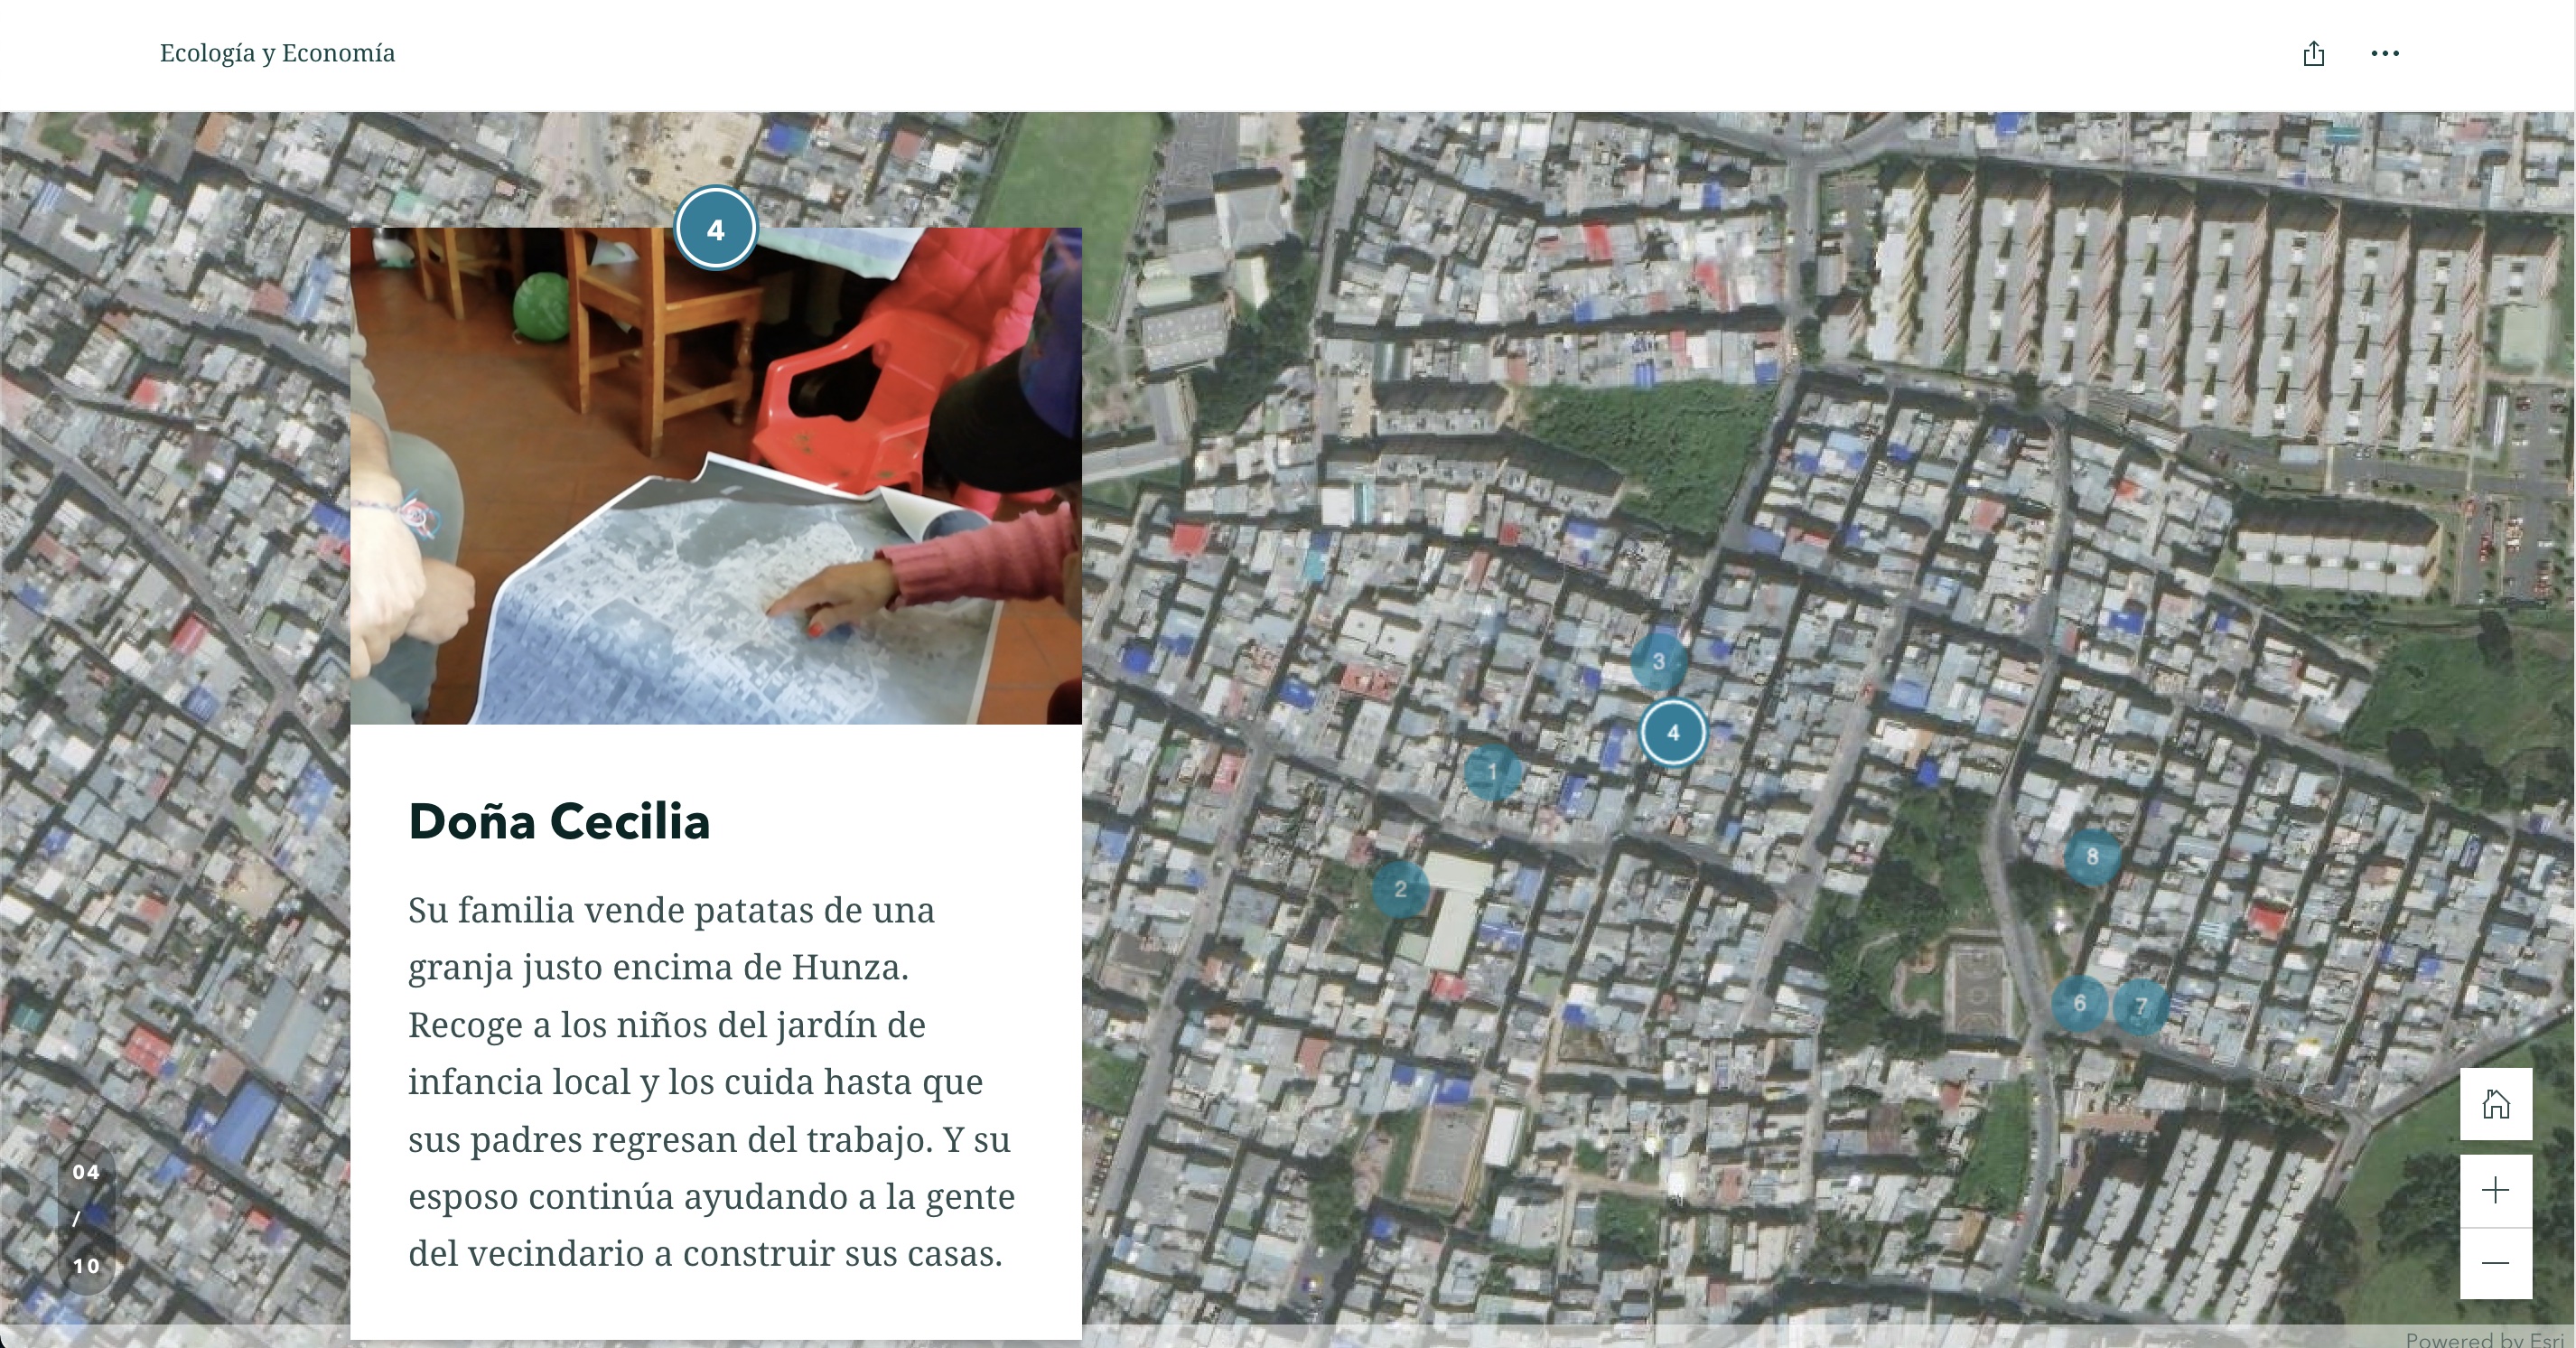 Ecología y Economía
4
Doña Cecilia
Su familia vende patatas de una
granja justo encima de Hunza.
Recoge a los niños del jardín de
infancia local y los cuida hasta que
sus padres regresan del trabajo. Y su
esposo continúa ayudando a la gente
del vecindario a construir sus casas.
04
/
10
3
4
1
2
8
6
7
Powered by Esri